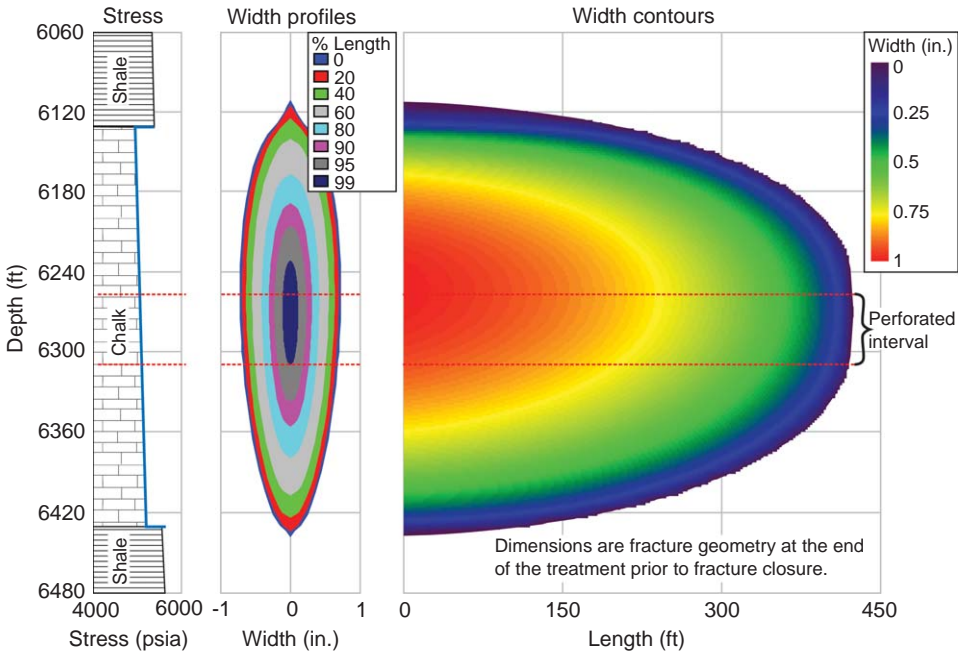 Stress
Width profiles
Width contours
6060
6120
6180
6240
6300
6360
6420
6480
Depth (ft)
Shale
Chalk
Shale
4000
6000
Stress (psia)
% Length
0
20
40
60
80
90
95
99
-1
0
1
Width (in.)
Width (in.)
0
0.25
0.5
0.75
1
Perforated
interval
Dimensions are fracture geometry at the end
of the treatment prior to fracture closure.
0
150
300
450
Length (ft)